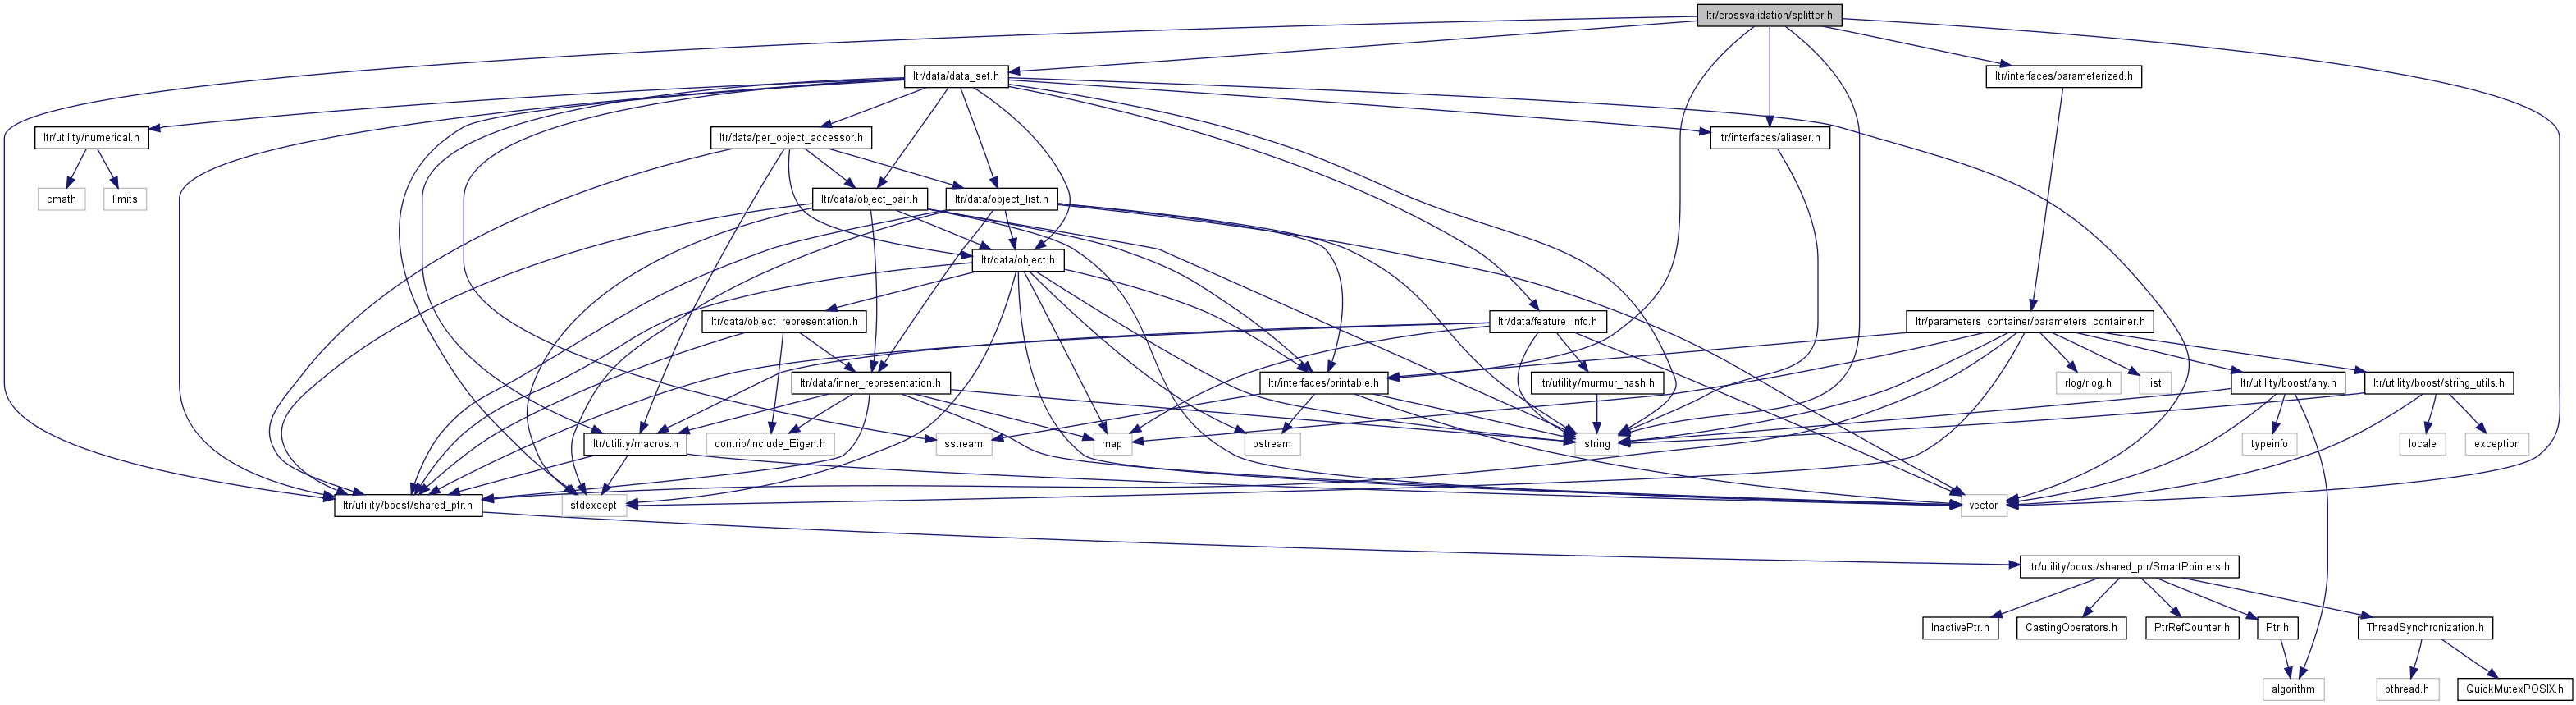 ltr/crossvalidation/splitter.h
ltr/data/data_set.h
ltr/interfaces/parameterized.h
ltr/utility/numerical.h
ltr/data/per_object_accessor.h
ltr/interfaces/aliaser.h
cmath
limits
ltr/data/object_pair.h
ltr/data/object_list.h
ltr/data/object.h
ltr/data/object_representation.h
ltr/data/feature_info.h
ltr/parameters_container/parameters_container.h
ltr/data/inner_representation.h
ltr/interfaces/printable.h
ltr/utility/murmur_hash.h
rlog/rlog.h
list
ltr/utility/boost/any.h
ltr/utility/boost/string_utils.h
ltr/utility/macros.h
contrib/include_Eigen.h
sstream
map
ostream
string
typeinfo
locale
exception
ltr/utility/boost/shared_ptr.h
stdexcept
vector
ltr/utility/boost/shared_ptr/SmartPointers.h
InactivePtr.h
CastingOperators.h
PtrRefCounter.h
Ptr.h
ThreadSynchronization.h
algorithm
pthread.h
QuickMutexPOSIX.h